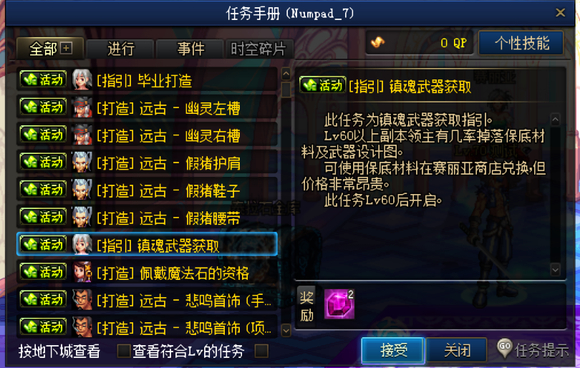 任务手册 (Numpad_7)
全部
进行
事件
时空碎片
0 QP
个性技能
活动 [指引] 毕业打造
活动 [打造] 远古 - 幽灵左槽
活动 [打造] 远古 - 幽灵右槽
活动 [打造] 远古 - 假猪护肩
活动 [打造] 远古 - 假猪鞋子
活动 [打造] 远古 - 假猪腰带
活动 [指引] 镇魂武器获取
活动 [打造] 佩戴魔法石的资格
活动 [打造] 远古 - 悲鸣首饰 (手...
活动 [打造] 远古 - 悲鸣首饰 (项...
活动 [指引] 镇魂武器获取
此任务为镇魂武器获取指引。
Lv60以上副本领主有几率掉落保底材
料及武器设计图。
可使用保底材料在赛丽亚商店兑换,但
价格非常昂贵。
此任务Lv60后开启。
奖励
2
按地下城查看
查看符合Lv的任务
接受
关闭
GO 任务提示